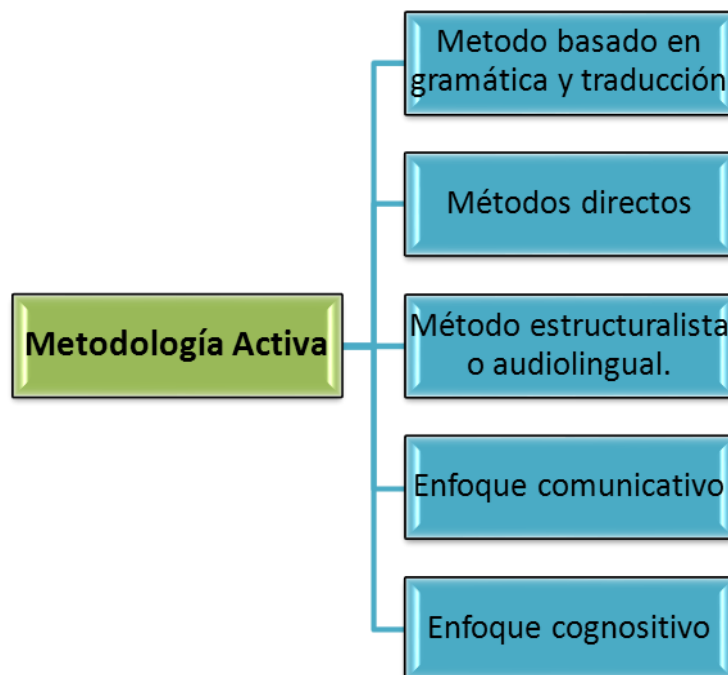 Metodo basado en
gramática y traducción
Métodos directos
Metodología Activa
Método estructuralista
o audiolingual.
Enfoque comunicativo
Enfoque cognositivo